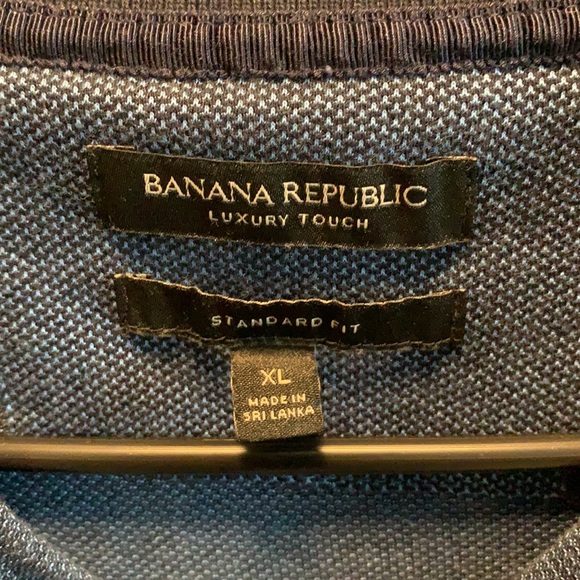 BANANA REPUBLIC
LUXURY TOUCH
STANDARD FIT
XL
MADE IN
SRI LANKA